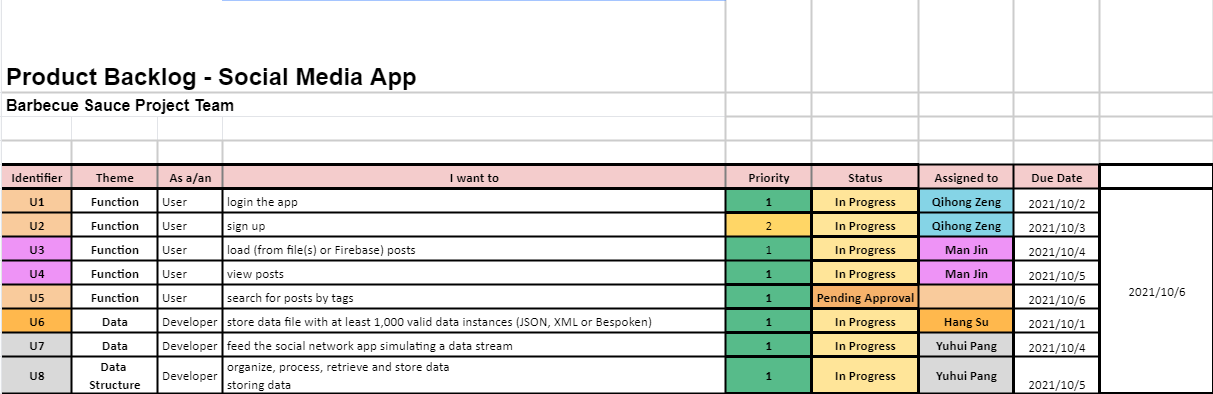 Product Backlog - Social Media App
Barbecue Sauce Project Team
Identifier Theme As a/an I want to Priority Status Assigned to Due Date
U1 Function User login the app 1 In Progress Qihong Zeng 2021/10/2
U2 Function User sign up 2 In Progress Qihong Zeng 2021/10/3
U3 Function User load (from file(s) or Firebase) posts 1 In Progress Man Jin 2021/10/4
U4 Function User view posts 1 In Progress Man Jin 2021/10/5
U5 Function User search for posts by tags 1 Pending Approval 2021/10/6
2021/10/6
U6 Data Developer store data file with at least 1,000 valid data instances (JSON, XML or Bespoken) 1 In Progress Hang Su 2021/10/1
U7 Data Developer feed the social network app simulating a data stream 1 In Progress Yuhui Pang 2021/10/4
U8 Data Structure Developer organize, process, retrieve and store data
storing data 1 In Progress Yuhui Pang 2021/10/5